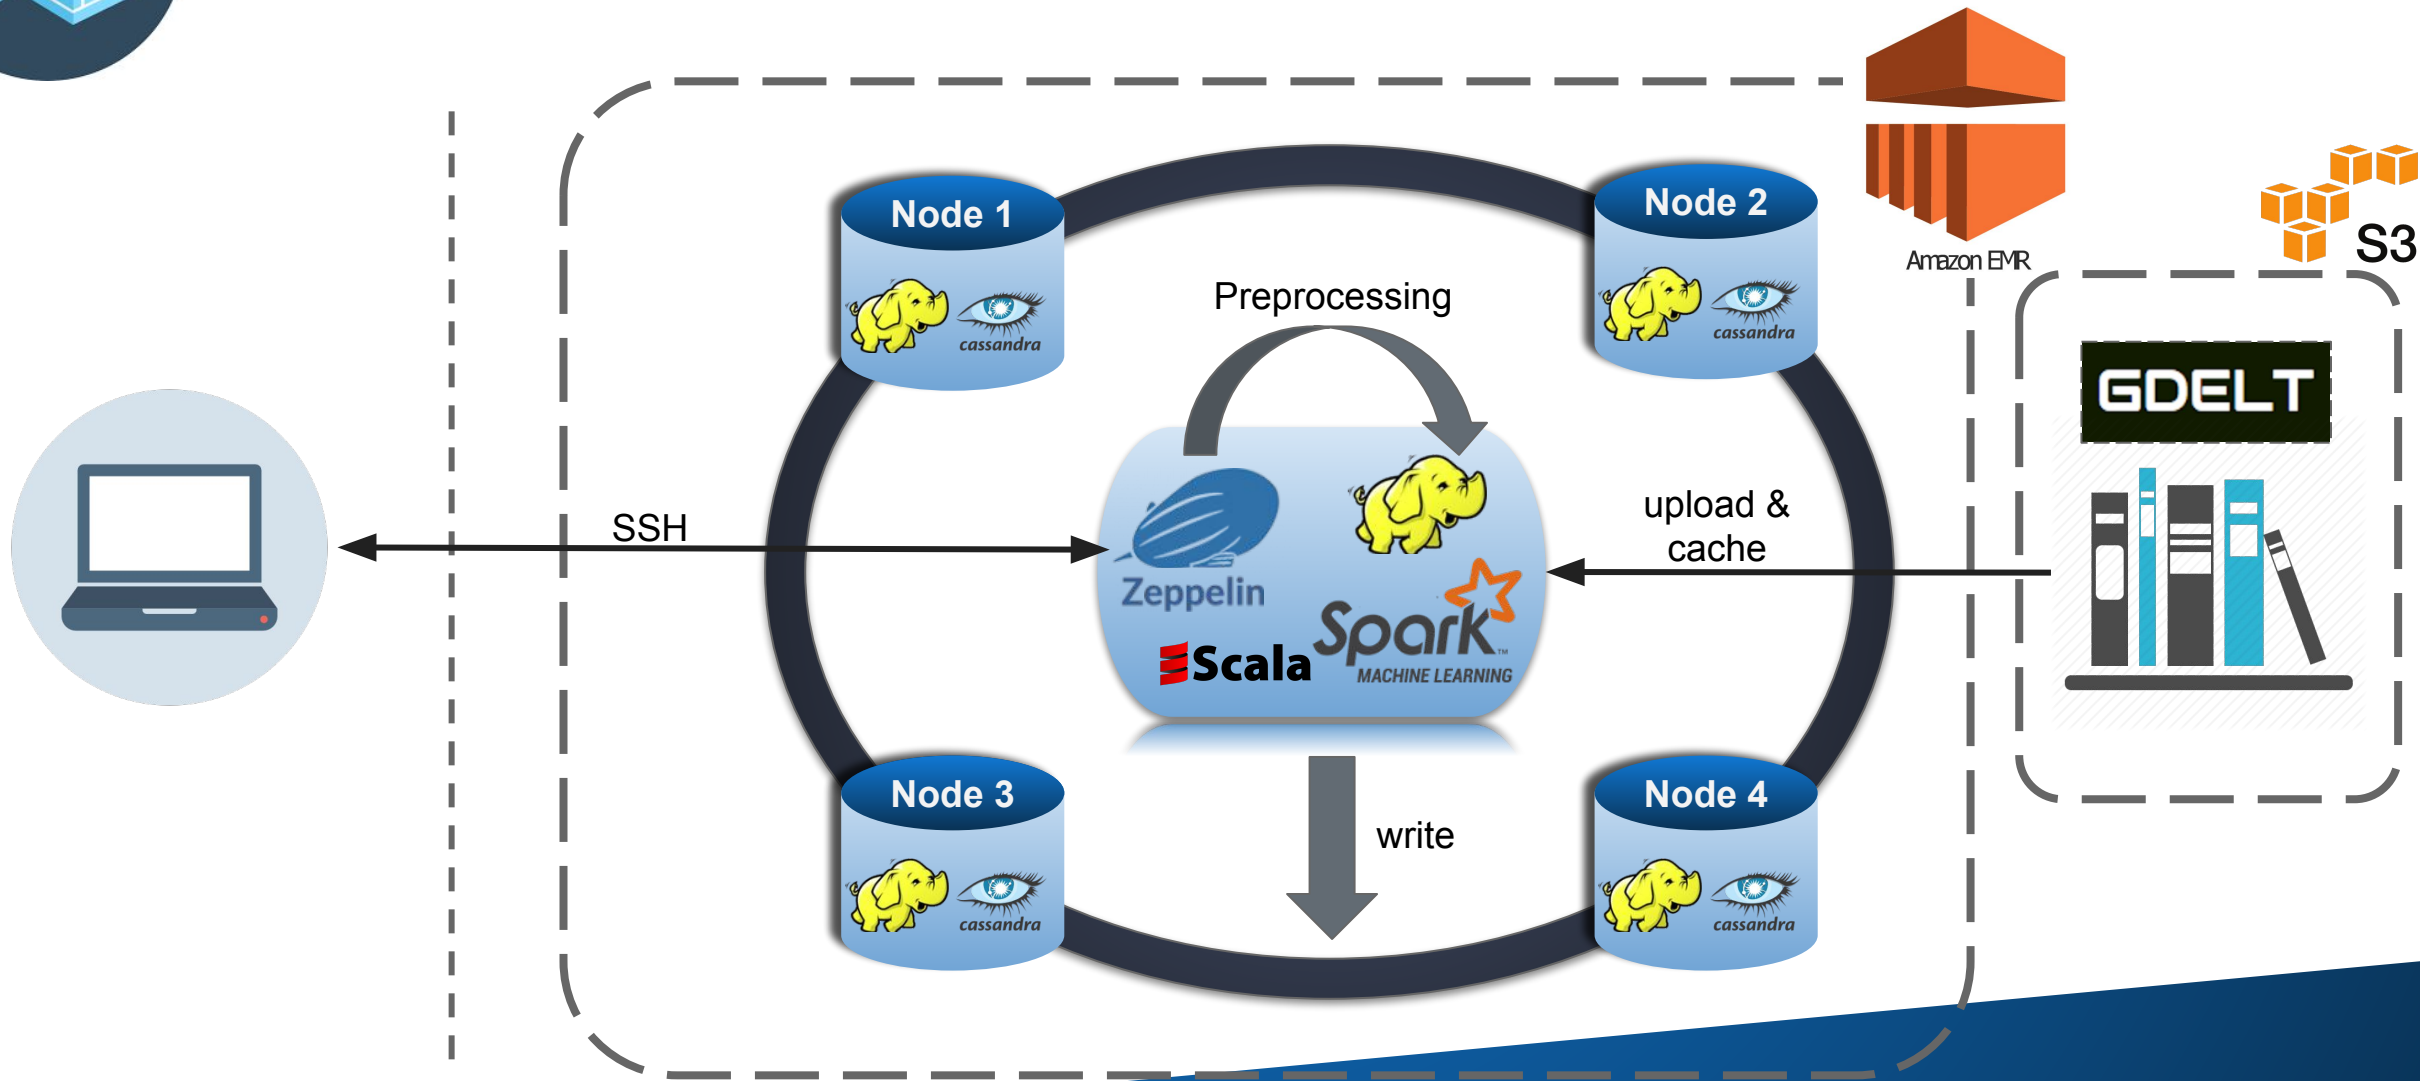 Node 1
Node 2
Amazon EMR
S3
cassandra
Preprocessing
cassandra
GDELT
SSH
upload &
cache
Zeppelin
Scala
Spark
TM
MACHINE LEARNING
Node 3
Node 4
write
cassandra
cassandra